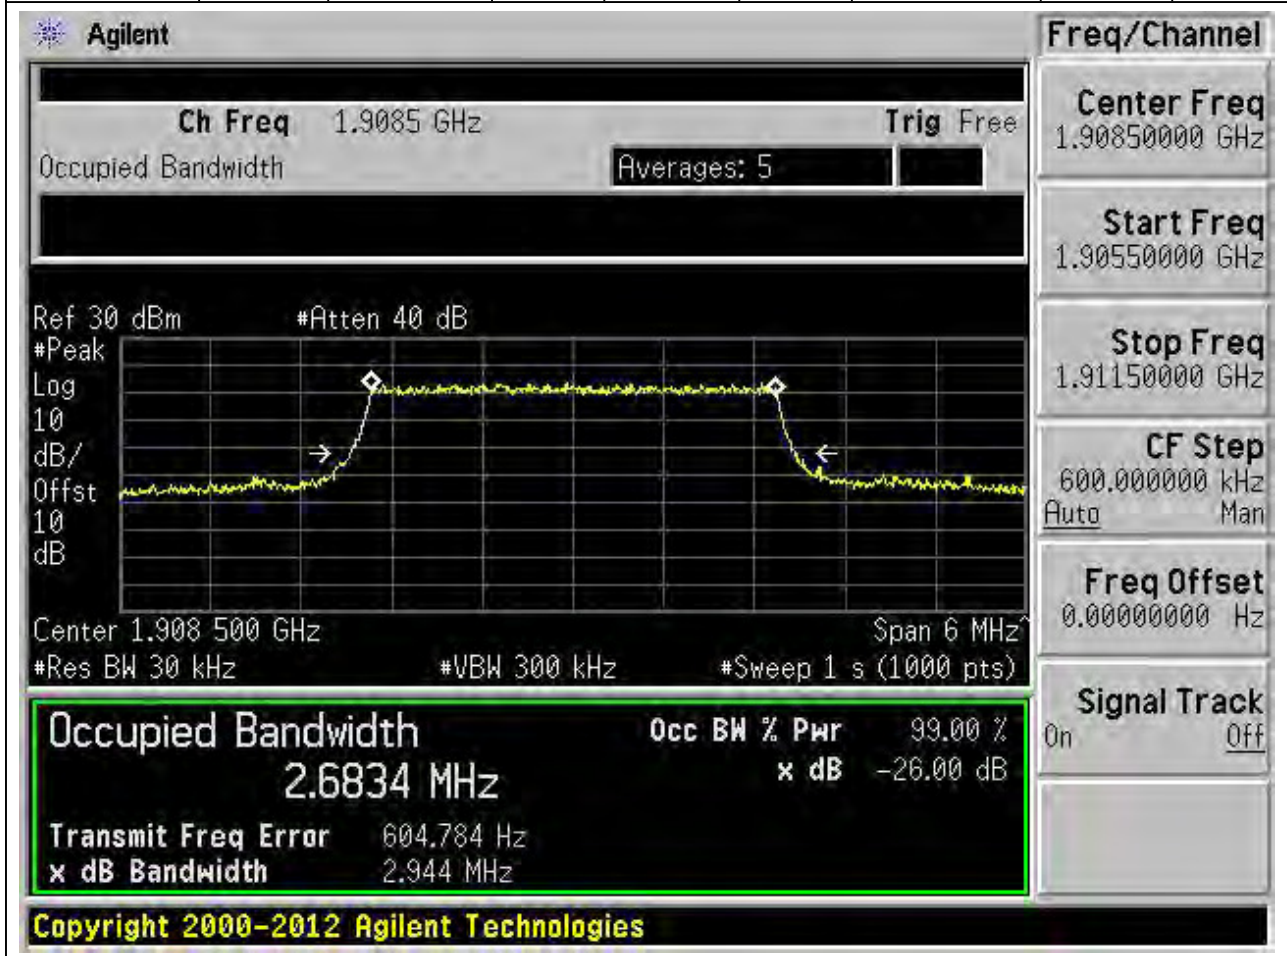 Agilent
Freq/Channel
Ch Freq 1.9085 GHz Trig Free
Occupied Bandwidth Averages: 5
Center Freq
1.90850000 GHz
Start Freq
1.90550000 GHz
Stop Freq
1.91150000 GHz
CF Step
600.000000 kHz
Auto Man
Freq Offset
0.00000000 Hz
Signal Track
On Off
Ref 30 dBm #Atten 40 dB
#Peak
Log
10
dB/
Offst
10
dB
Center 1.908 500 GHz Span 6 MHz^
#Res BW 30 kHz #VBW 300 kHz #Sweep 1 s (1000 pts)
Occupied Bandwidth
2.6834 MHz
Occ BW % Pwr 99.00 %
x dB -26.00 dB
Transmit Freq Error 604.784 Hz
x dB Bandwidth 2.944 MHz
Copyright 2000-2012 Agilent Technologies